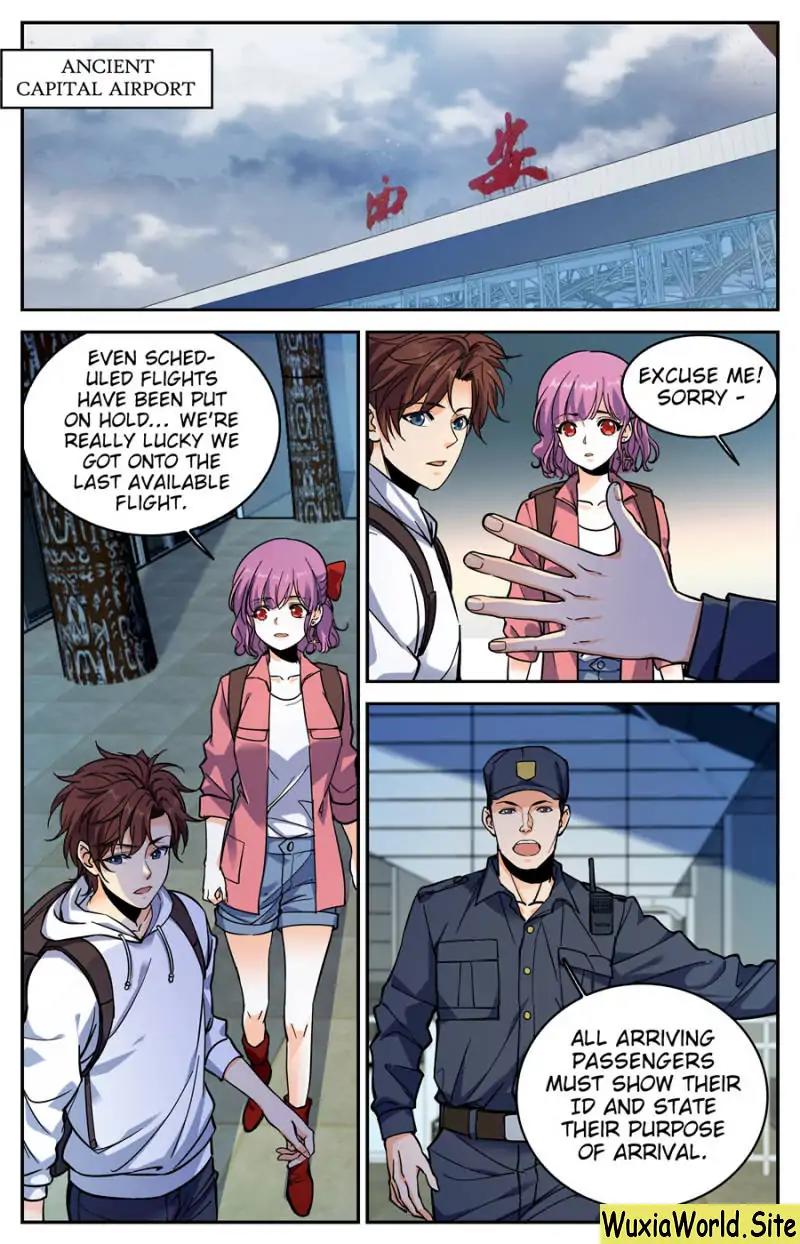 ANCIENT
CAPITAL AIRPORT
西安
EVEN SCHED-
ULED FLIGHTS
HAVE BEEN PUT
ON HOLD... WE'RE
REALLY LUCKY WE
GOT ONTO THE
LAST AVAILABLE
FLIGHT.
EXCUSE ME!
SORRY -
ALL ARRIVING
PASSENGERS
MUST SHOW THEIR
ID AND STATE
THEIR PURPOSE
OF ARRIVAL.
WuxiaWorld.Site